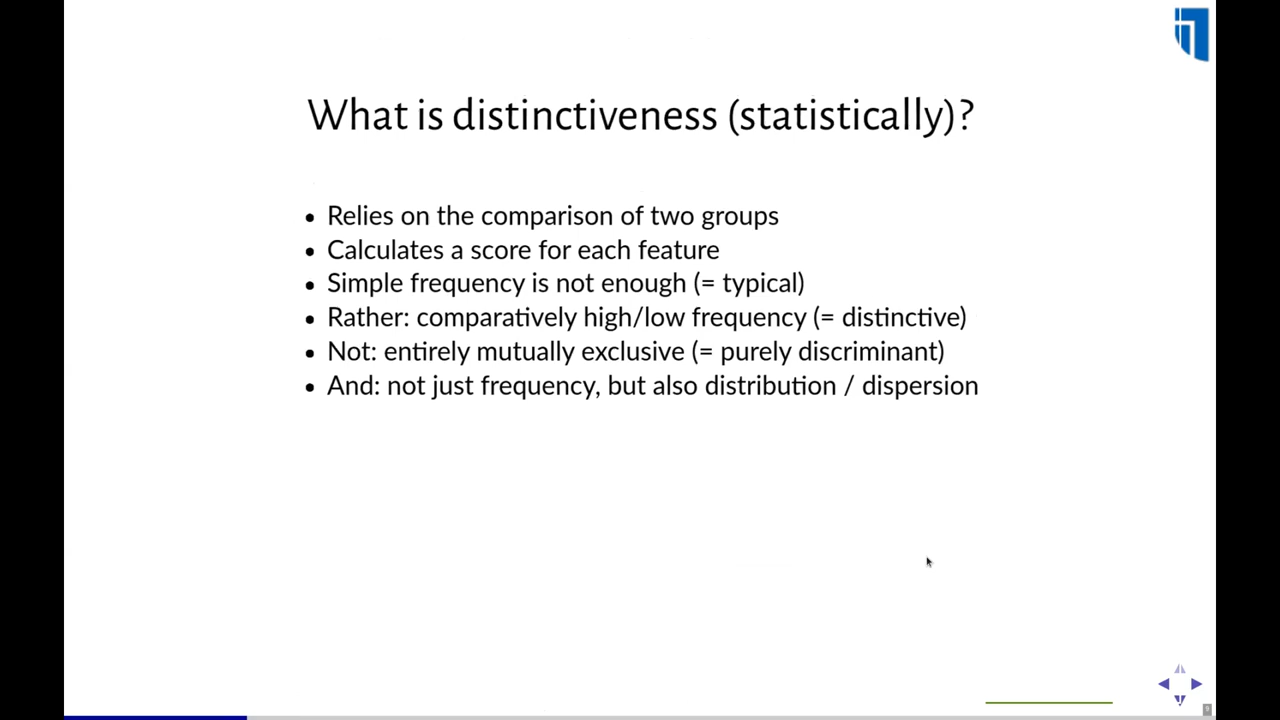 What is distinctiveness (statistically)?
• Relies on the comparison of two groups
• Calculates a score for each feature
• Simple frequency is not enough (= typical)
• Rather: comparatively high/low frequency (= distinctive)
• Not: entirely mutually exclusive (= purely discriminant)
• And: not just frequency, but also distribution / dispersion
9